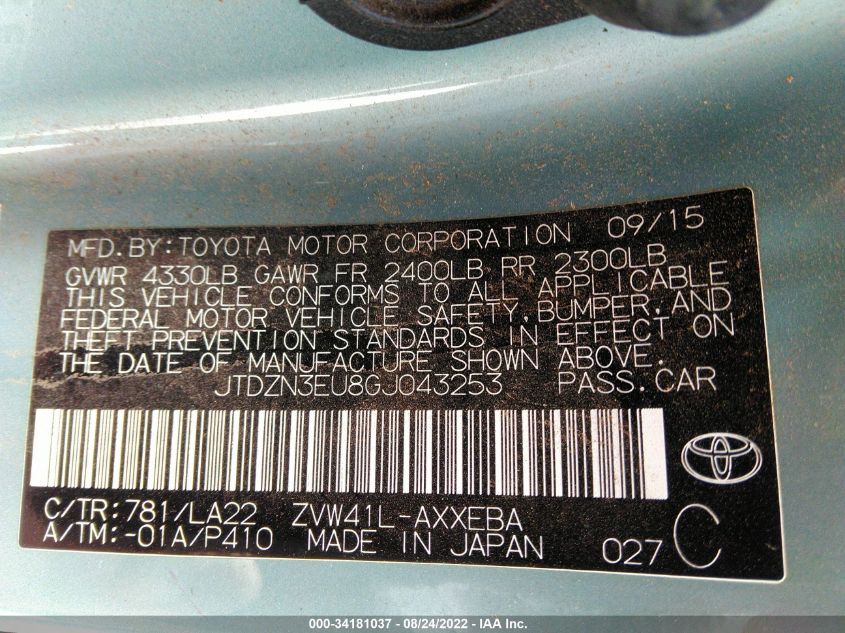 MFD.BY:TOYOTA MOTOR CORPORATION 09/15
GVWR 4330LB GAWR FR 2400LB RR 2300LB
THIS VEHICLE CONFORMS TO ALL APPLICABLE
FEDERAL MOTOR VEHICLE SAFETY,BUMPER,AND
THEFT PREVENTION STANDARDS IN EFFECT ON
THE DATE OF MANUFACTURE SHOWN ABOVE.
JTDZN3EU8GJ043253 PASS.CAR
C/TR:781/LA22 ZVW41L-AXXEBA
A/TM:-01A/P410 MADE IN JAPAN 027 C
000-34181037 - 08/24/2022 - IAA Inc.